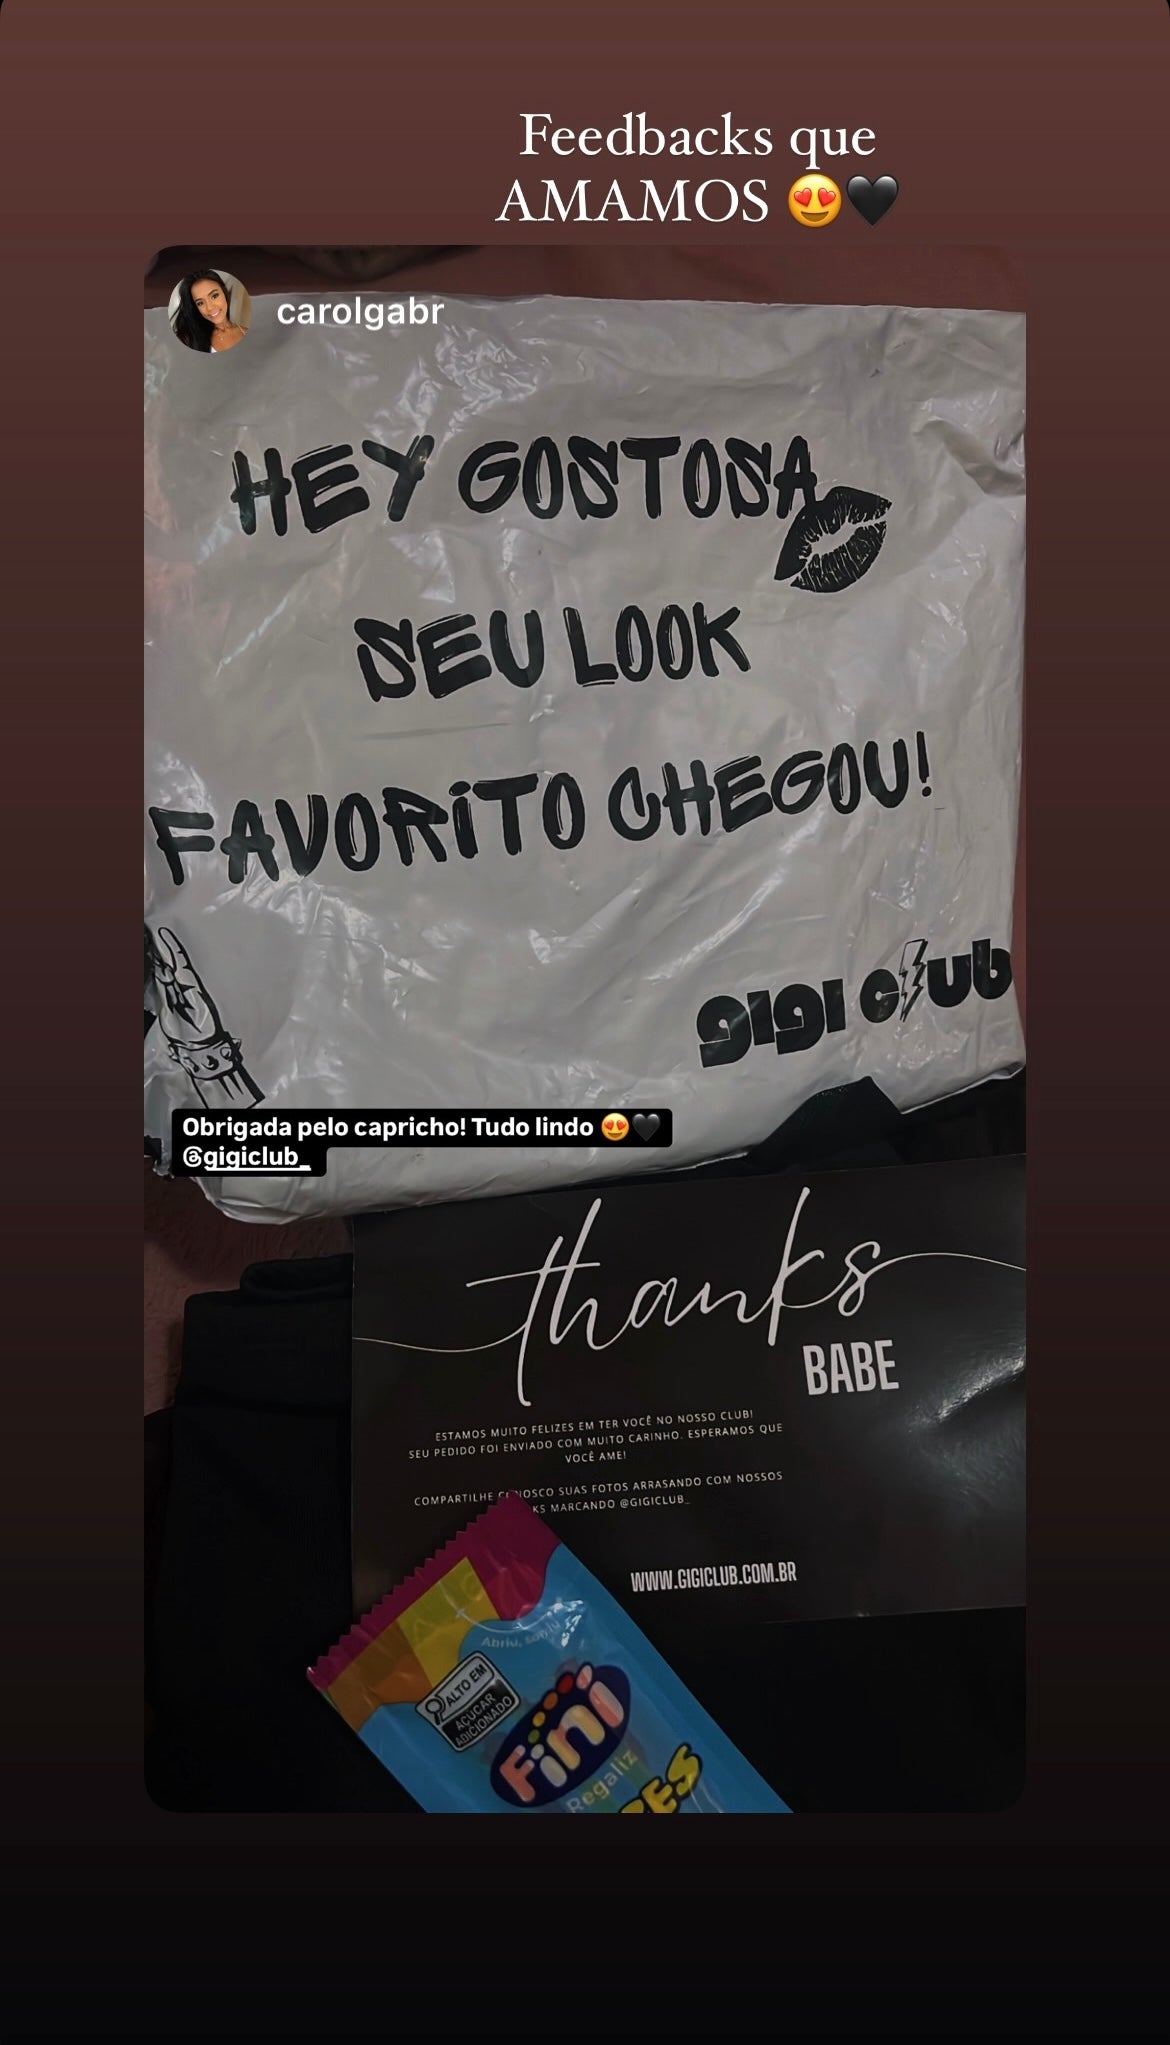 Feedbacks que
AMAMOS 😍🖤
carolgabr
HEY GOSTOSA
SEU LOOK
FAVORITO CHEGOU!
gigi club
Obrigada pelo capricho! Tudo lindo 😍🖤
@gigiclub_
thanks
BABE
ESTAMOS MUITO FELIZES EM TER VOCÊ NO NOSSO CLUB!
SEU PEDIDO FOI ENVIADO COM MUITO CARINHO. ESPERAMOS QUE
VOCÊ AME!
COMPARTILHE SUAS FOTOS ARRASANDO COM NOSSOS
MARCANDO @GIGICLUB_
WWW.GIGICLUB.COM.BR
Abriu,
ALTO EM
AÇÚCAR
ADICIONADO
Fini
Regaliz